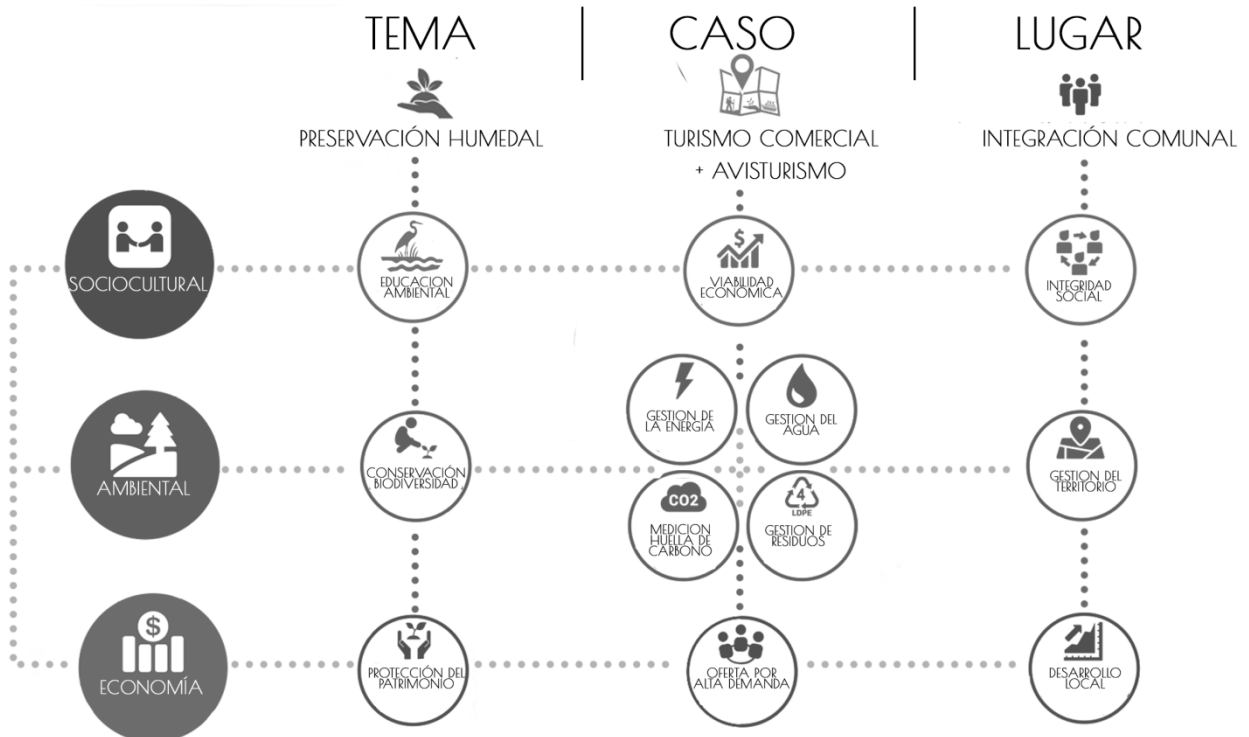 TEMA
CASO
LUGAR
PRESERVACIÓN HUMEDAL
TURISMO COMERCIAL
+ AVISTURISMO
INTEGRACIÓN COMUNAL
SOCIOCULTURAL
EDUCACION
AMBIENTAL
$
VIABILIDAD
ECONÓMICA
INTEGRIDAD
SOCIAL
AMBIENTAL
CONSERVACIÓN
BIODIVERSIDAD
GESTION DE
LA ENERGÍA
GESTION DEL
AGUA
CO2
MEDICION
HUELLA DE
CARBONO
4
LDPE
GESTION DE
RESIDUOS
GESTION DEL
TERRITORIO
$
ECONOMÍA
PROTECCIÓN DEL
PATRIMONIO
OFERTA POR
ALTA DEMANDA
DESARROLLO
LOCAL